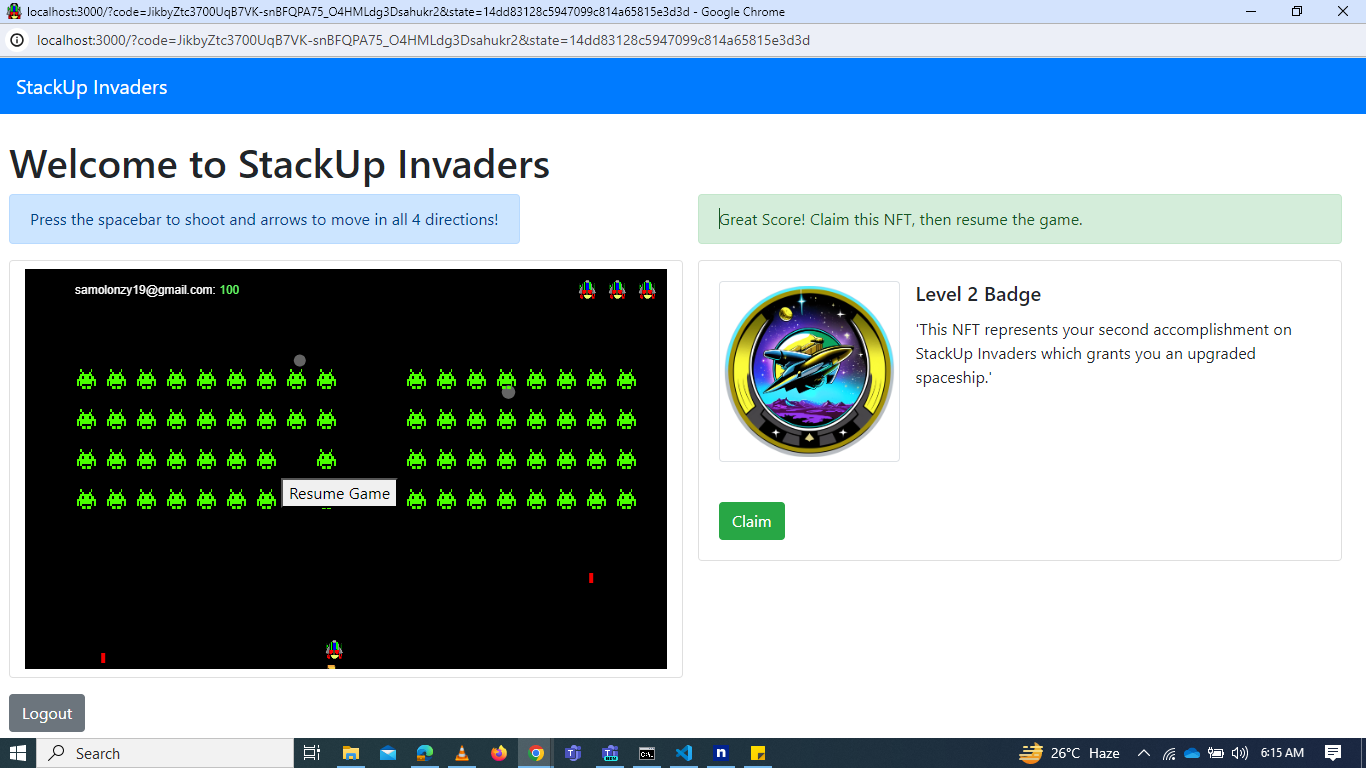 localhost:3000/?code=JikbyZtc3700UqB7VK-snBFQPA75_O4HMLdg3Dsahukr2&state=14dd83128c5947099c814a65815e3d3d - Google Chrome
localhost:3000/?code=JikbyZtc3700UqB7VK-snBFQPA75_O4HMLdg3Dsahukr2&state=14dd83128c5947099c814a65815e3d3d
StackUp Invaders
Welcome to StackUp Invaders
Press the spacebar to shoot and arrows to move in all 4 directions!
Great Score! Claim this NFT, then resume the game.
samolonzy19@gmail.com: 100
Resume Game
Level 2 Badge
'This NFT represents your second accomplishment on
StackUp Invaders which grants you an upgraded
spaceship.'
Claim
Logout
Search
26°C Haze
6:15 AM